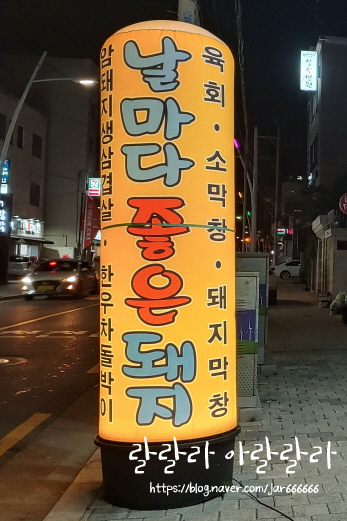 암돼지생삼겹살 · 한우차돌박이
날마다 좋은돼지
육회 · 소막창 · 돼지막창
랄랄라 아랄랄라
https://blog.naver.com/jar666666